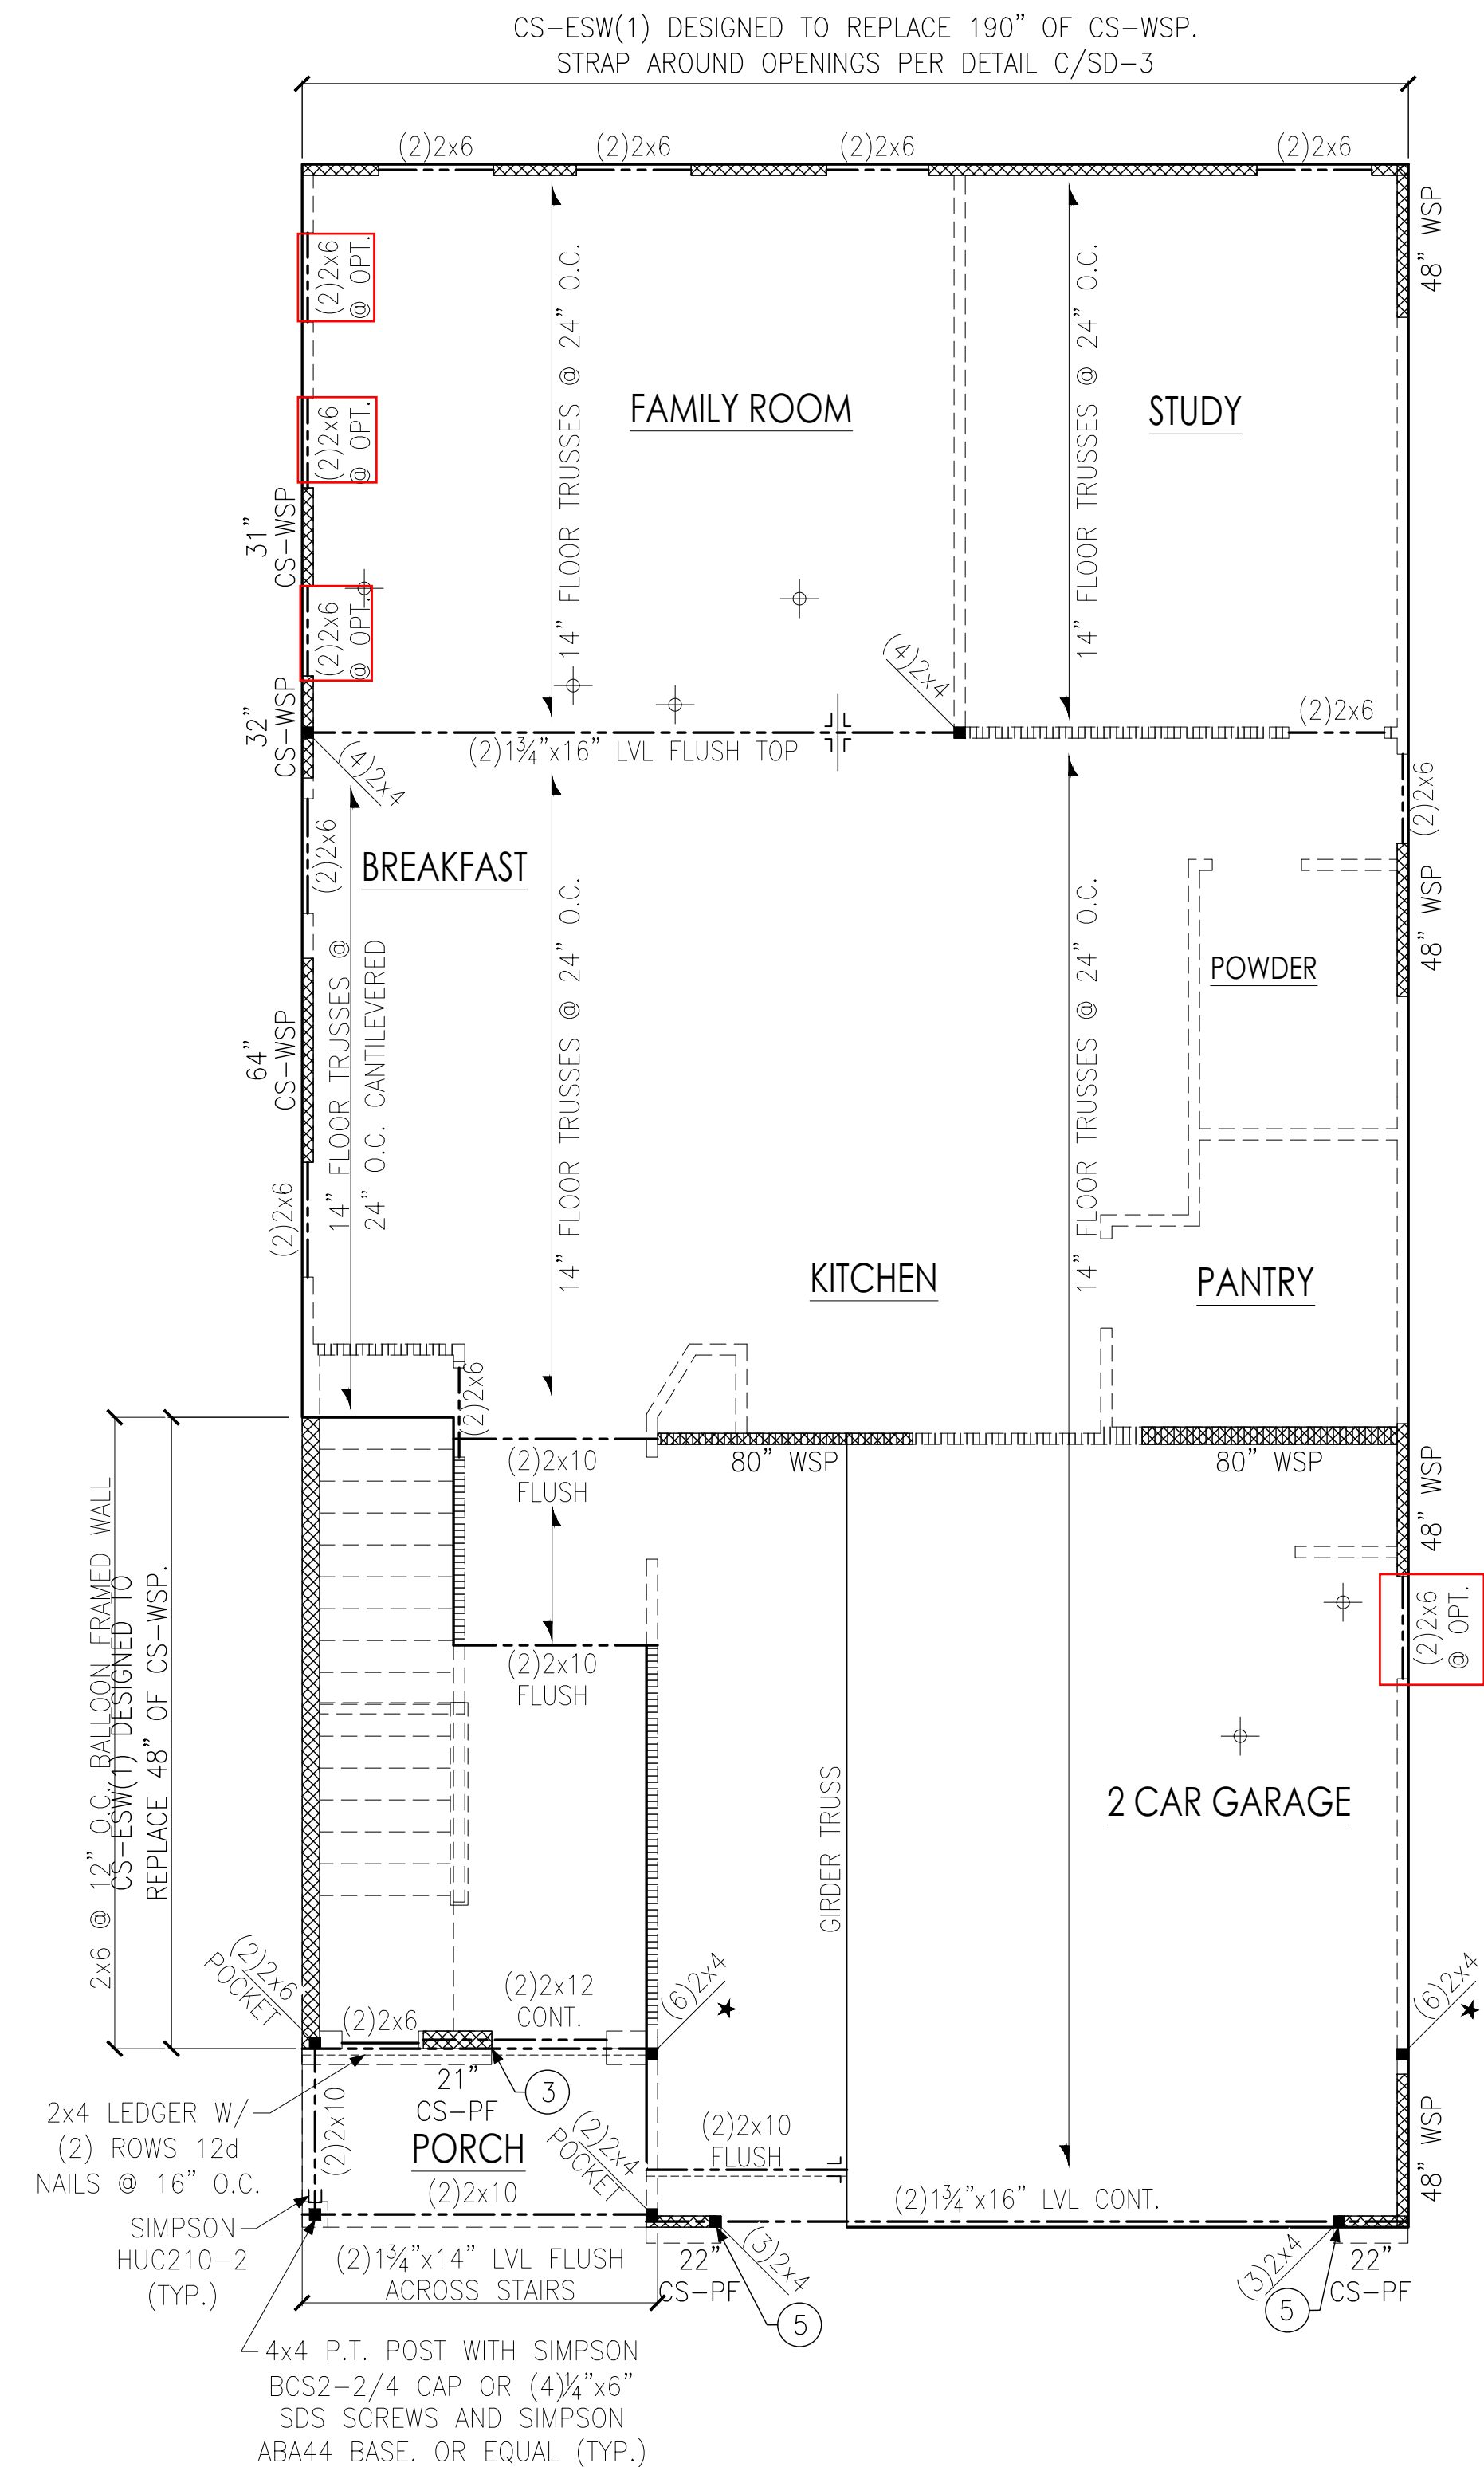 CS-ESW(1) DESIGNED TO REPLACE 190" OF CS-WSP.
STRAP AROUND OPENINGS PER DETAIL C/SD-3
(2)2x6
(2)2x6
(2)2x6
(2)2x6
48" WSP
(2)2x6
@ OPT.
14" FLOOR TRUSSES @ 24" O.C.
14" FLOOR TRUSSES @ 24" O.C.
FAMILY ROOM
STUDY
(2)2x6
@ OPT.
31"
CS-WSP
(2)2x6
@ OPT.
(4)2x4
32"
CS-WSP
(2)2x6
(2)1¾"x16" LVL FLUSH TOP
(4)2x4
(2)2x6
(2)2x6
BREAKFAST
48" WSP
POWDER
14" FLOOR TRUSSES @
24" O.C. CANTILEVERED
14" FLOOR TRUSSES @ 24" O.C.
14" FLOOR TRUSSES @ 24" O.C.
64"
CS-WSP
(2)2x6
KITCHEN
PANTRY
(2)2x6
(2)2x10
FLUSH
80" WSP
80" WSP
48" WSP
2x6 @ 12" O.C. BALLOON FRAMED WALL
CS-ESW(1) DESIGNED TO
REPLACE 48" OF CS-WSP.
(2)2x6
@ OPT.
(2)2x10
FLUSH
GIRDER TRUSS
2 CAR GARAGE
(2)2x6
POCKET
(2)2x6
(2)2x12
CONT.
(6)2x4
★
(6)2x4
★
21"
CS-PF
3
2x4 LEDGER W/
(2) ROWS 12d
NAILS @ 16" O.C.
(2)2x10
PORCH
(2)2x4
POCKET
(2)2x10
FLUSH
48" WSP
(2)2x10
(2)1¾"x16" LVL CONT.
SIMPSON
HUC210-2
(TYP.)
(2)1¾"x14" LVL FLUSH
ACROSS STAIRS
22"
CS-PF
(3)2x4
5
(3)2x4
5
22"
CS-PF
4x4 P.T. POST WITH SIMPSON
BCS2-2/4 CAP OR (4)¼"x6"
SDS SCREWS AND SIMPSON
ABA44 BASE. OR EQUAL (TYP.)